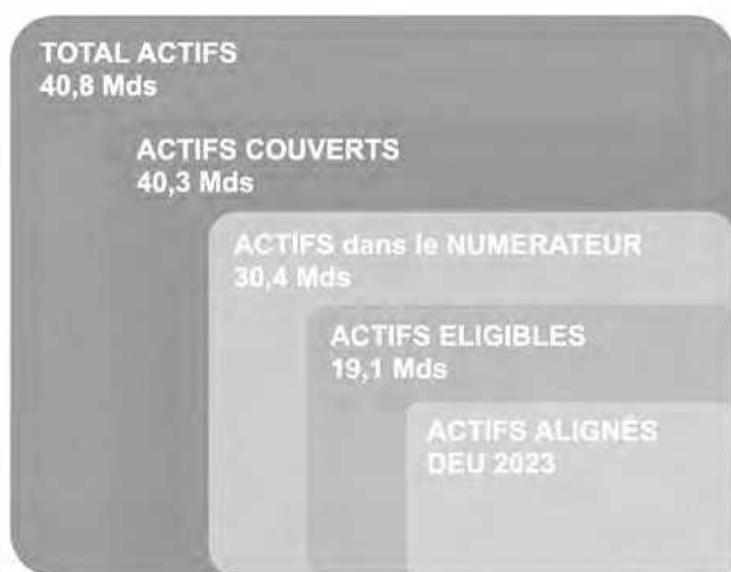 TOTAL ACTIFS
40,8 Mds
ACTIFS COUVERTS
40,3 Mds
ACTIFS dans le NUMERATEUR
30,4 Mds
ACTIFS ELIGIBLES
19,1 Mds
ACTIFS ALIGNÉS
DEU 2023